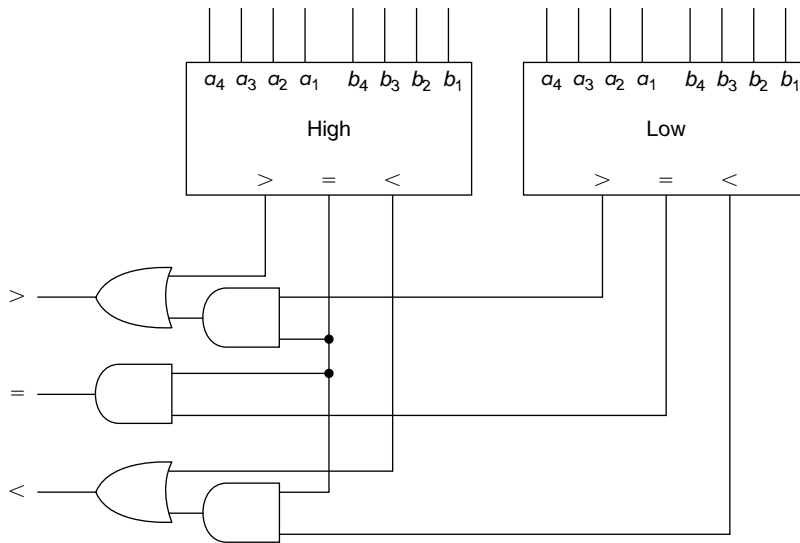 a₄ a₃ a₂ a₁ b₄ b₃ b₂ b₁ a₄ a₃ a₂ a₁ b₄ b₃ b₂ b₁
High Low
> = < > = <
>
=
<